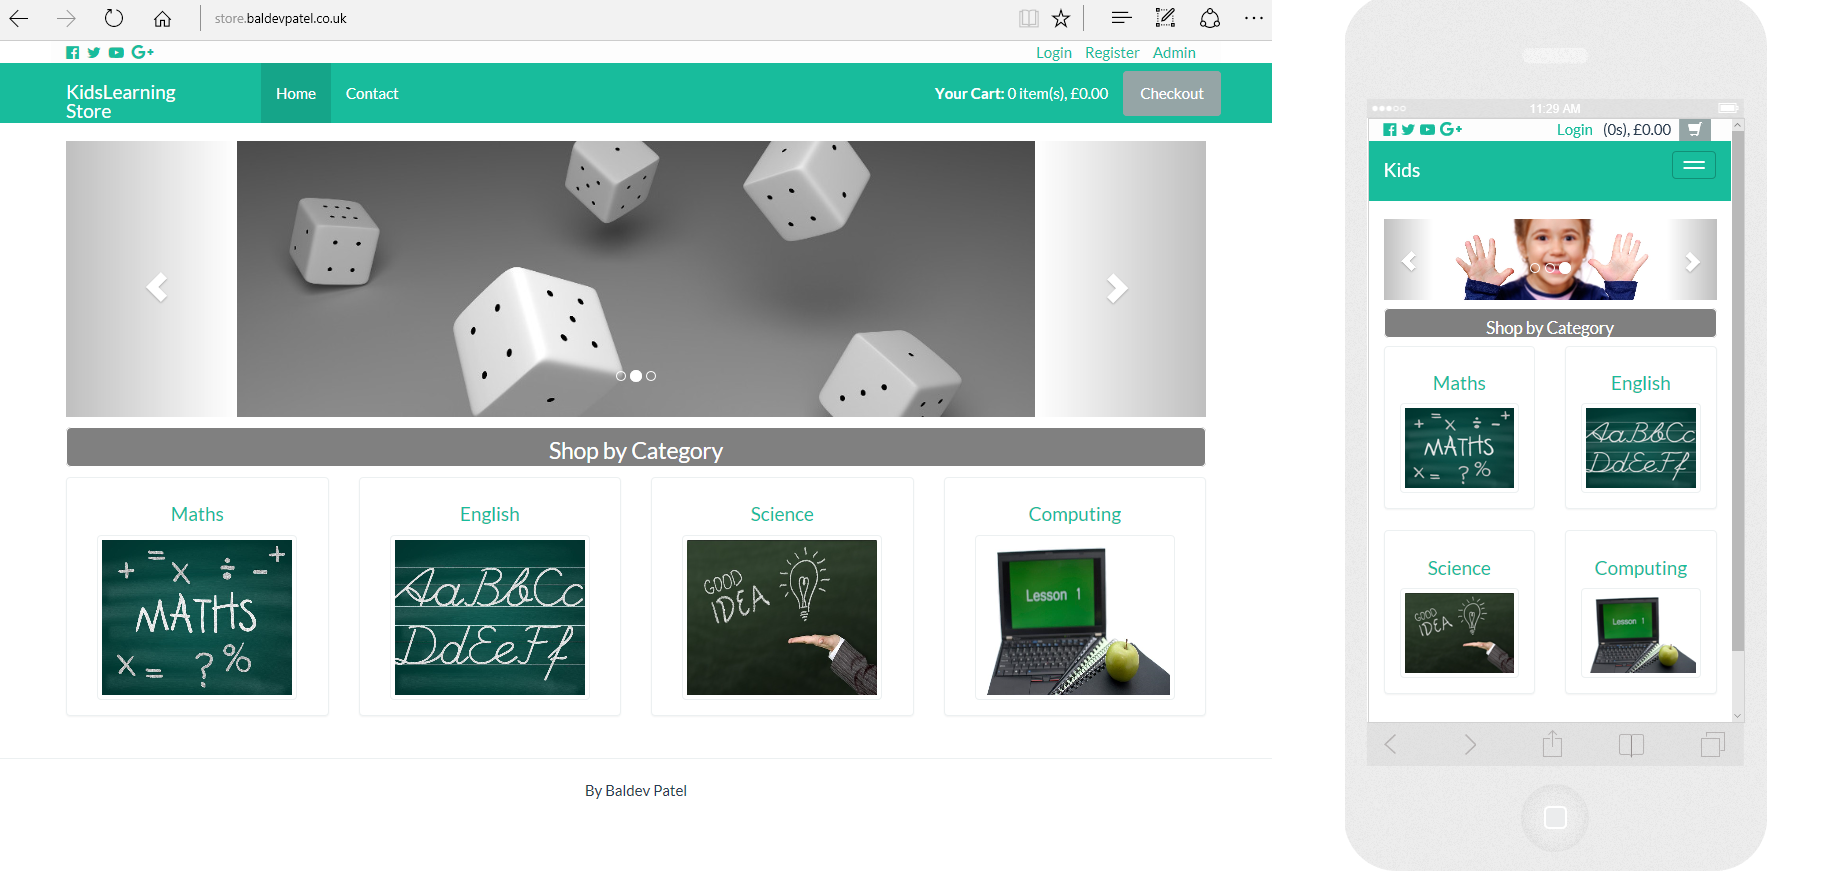 store.baldevpatel.co.uk
Login Register Admin
KidsLearning
Store
Home
Contact
Your Cart: 0 item(s), £0.00
Checkout
Shop by Category
Maths
English
Science
Computing
+ = x ÷ - +
MATHS
x = ? %
AaBbCc
DdEeFf
GOOD
IDEA
Lesson 1
By Baldev Patel
11:29 AM
Login (0s), £0.00
Kids
Shop by Category
Maths
English
+ = x ÷ - +
MATHS
x = ? %
AaBbCc
DdEeFf
Science
Computing
GOOD
IDEA
Lesson 1